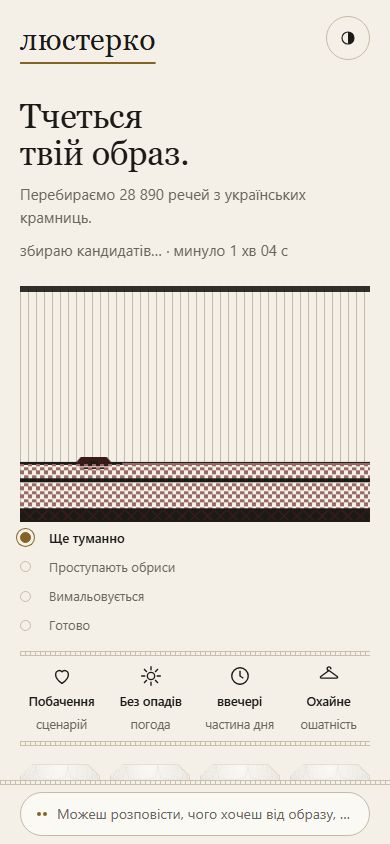 люстерко
Тчеться
твій образ.
Перебираємо 28 890 речей з українських
крамниць.
збираю кандидатів... · минуло 1 хв 04 с
Ще туманно
Проступають обриси
Вимальовується
Готово
Побачення Без опадів ввечері Охайне
сценарій погода частина дня ошатність
Можеш розповісти, чого хочеш від образу, ...